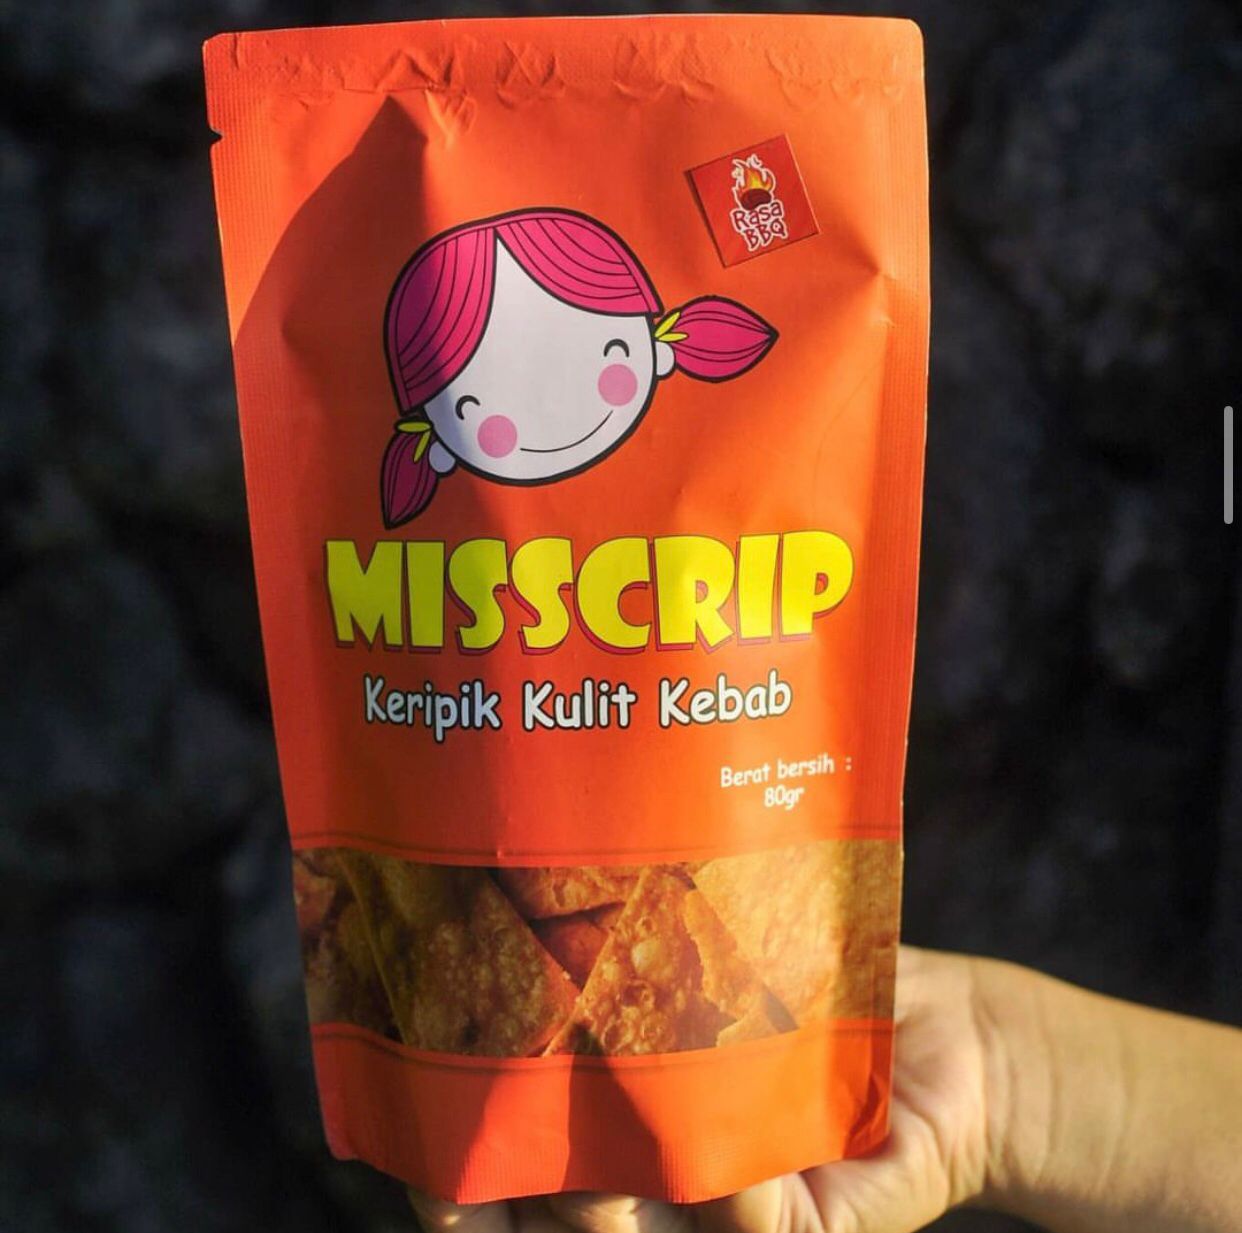 Rasa
BBQ
MISSCRIP
Keripik Kulit Kebab
Berat bersih :
80gr